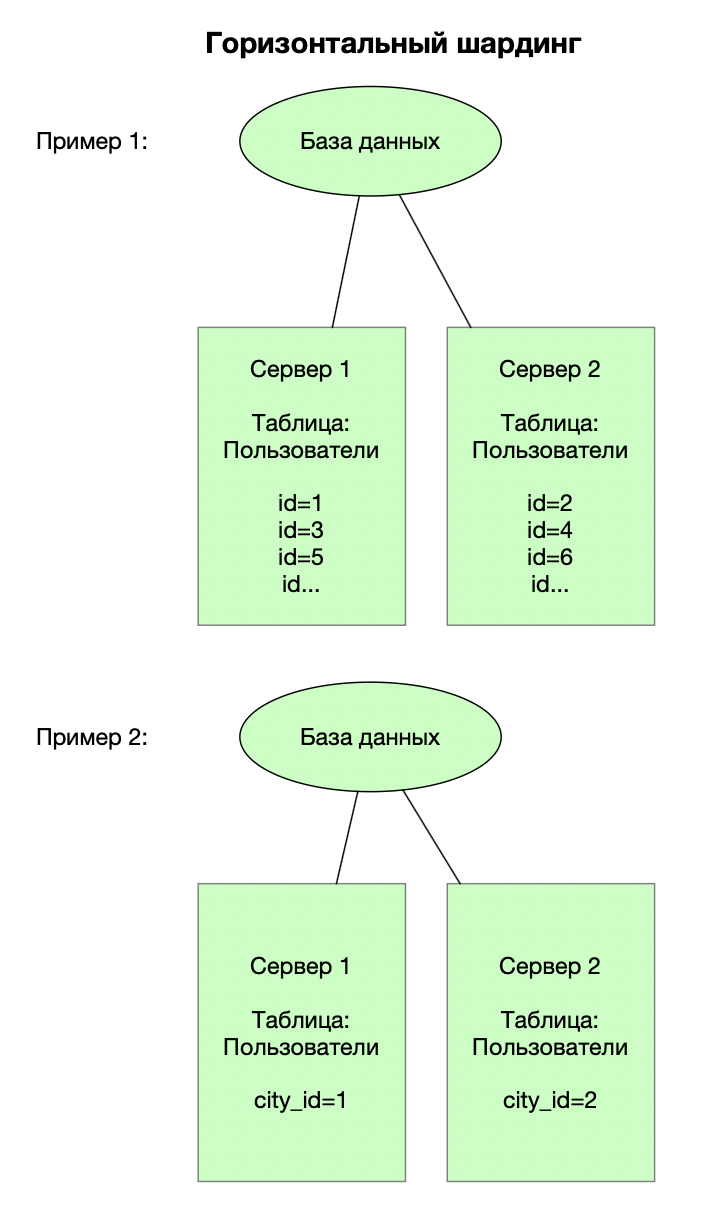 Горизонтальный шардинг
Пример 1:
База данных
Сервер 1
Таблица:
Пользователи
id=1
id=3
id=5
id...
Сервер 2
Таблица:
Пользователи
id=2
id=4
id=6
id...
Пример 2:
База данных
Сервер 1
Таблица:
Пользователи
city_id=1
Сервер 2
Таблица:
Пользователи
city_id=2